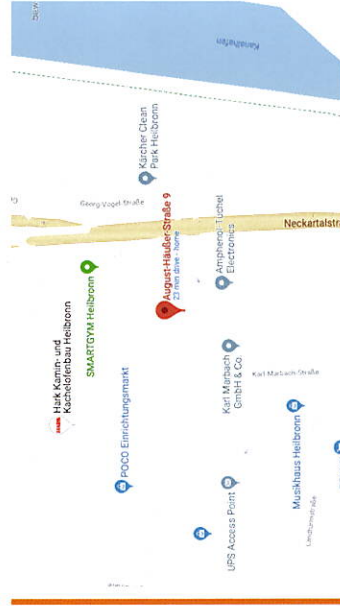 Kanalhafen
Kärcher Clean
Park Heilbronn
Georg-Vogel-Straße
Neckartalstra
August-Häußer-Straße 9
23 min drive - home
Amphenol Tuchel
Electronics
SMARTGYM Heilbronn
Hark Kamin- und
Kachelofenbau Heilbronn
Karl Marbach
GmbH & Co.
Karl-Marbach-Straße
POCO Einrichtungsmarkt
Musikhaus Heilbronn
UPS Access Point